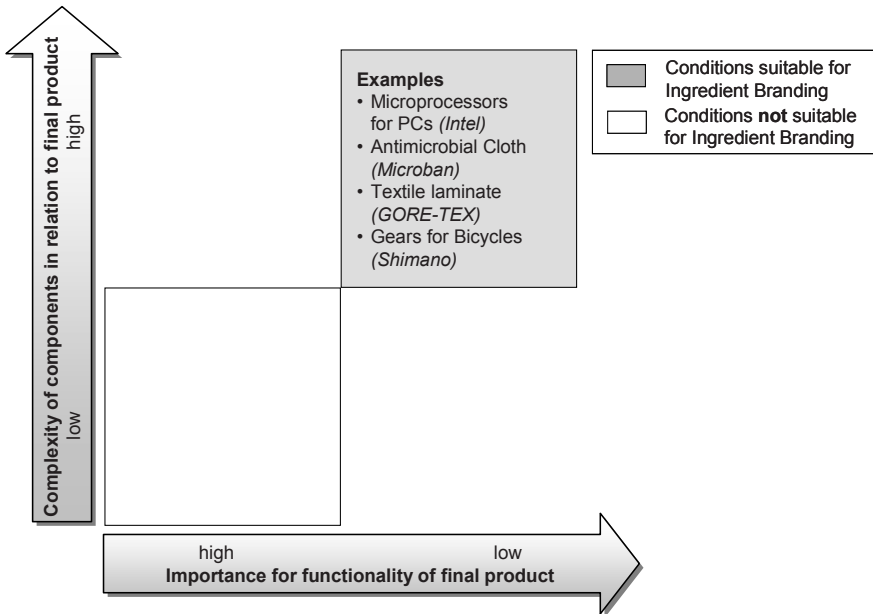 Complexity of components in relation to final product
high
low
Examples
• Microprocessors
for PCs (Intel)
• Antimicrobial Cloth
(Microban)
• Textile laminate
(GORE-TEX)
• Gears for Bicycles
(Shimano)
Conditions suitable for
Ingredient Branding
Conditions not suitable
for Ingredient Branding
high
low
Importance for functionality of final product